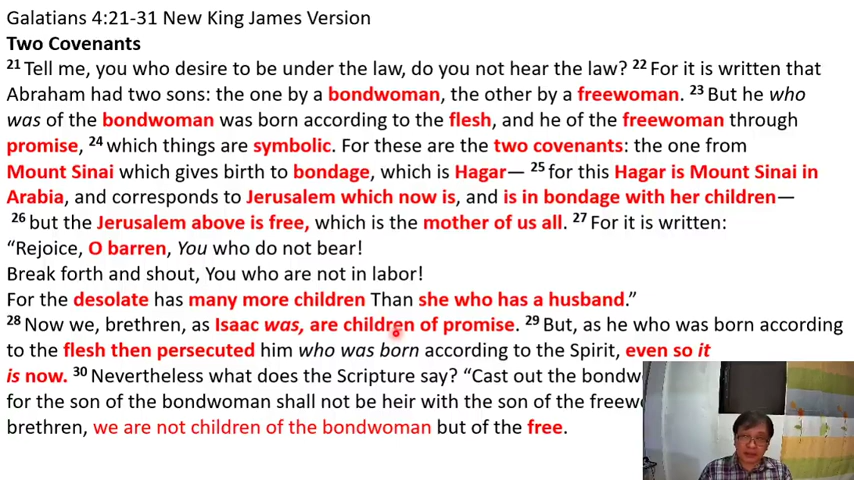 Galatians 4:21-31 New King James Version
Two Covenants
21 Tell me, you who desire to be under the law, do you not hear the law? 22 For it is written that
Abraham had two sons: the one by a bondwoman, the other by a freewoman. 23 But he who
was of the bondwoman was born according to the flesh, and he of the freewoman through
promise, 24 which things are symbolic. For these are the two covenants: the one from
Mount Sinai which gives birth to bondage, which is Hagar— 25 for this Hagar is Mount Sinai in
Arabia, and corresponds to Jerusalem which now is, and is in bondage with her children—
26 but the Jerusalem above is free, which is the mother of us all. 27 For it is written:
“Rejoice, O barren, You who do not bear!
Break forth and shout, You who are not in labor!
For the desolate has many more children Than she who has a husband.”
28 Now we, brethren, as Isaac was, are children of promise. 29 But, as he who was born according
to the flesh then persecuted him who was born according to the Spirit, even so it
is now. 30 Nevertheless what does the Scripture say? “Cast out the
for the son of the bondwoman shall not be heir with the son of the
brethren, we are not children of the bondwoman but of the free.